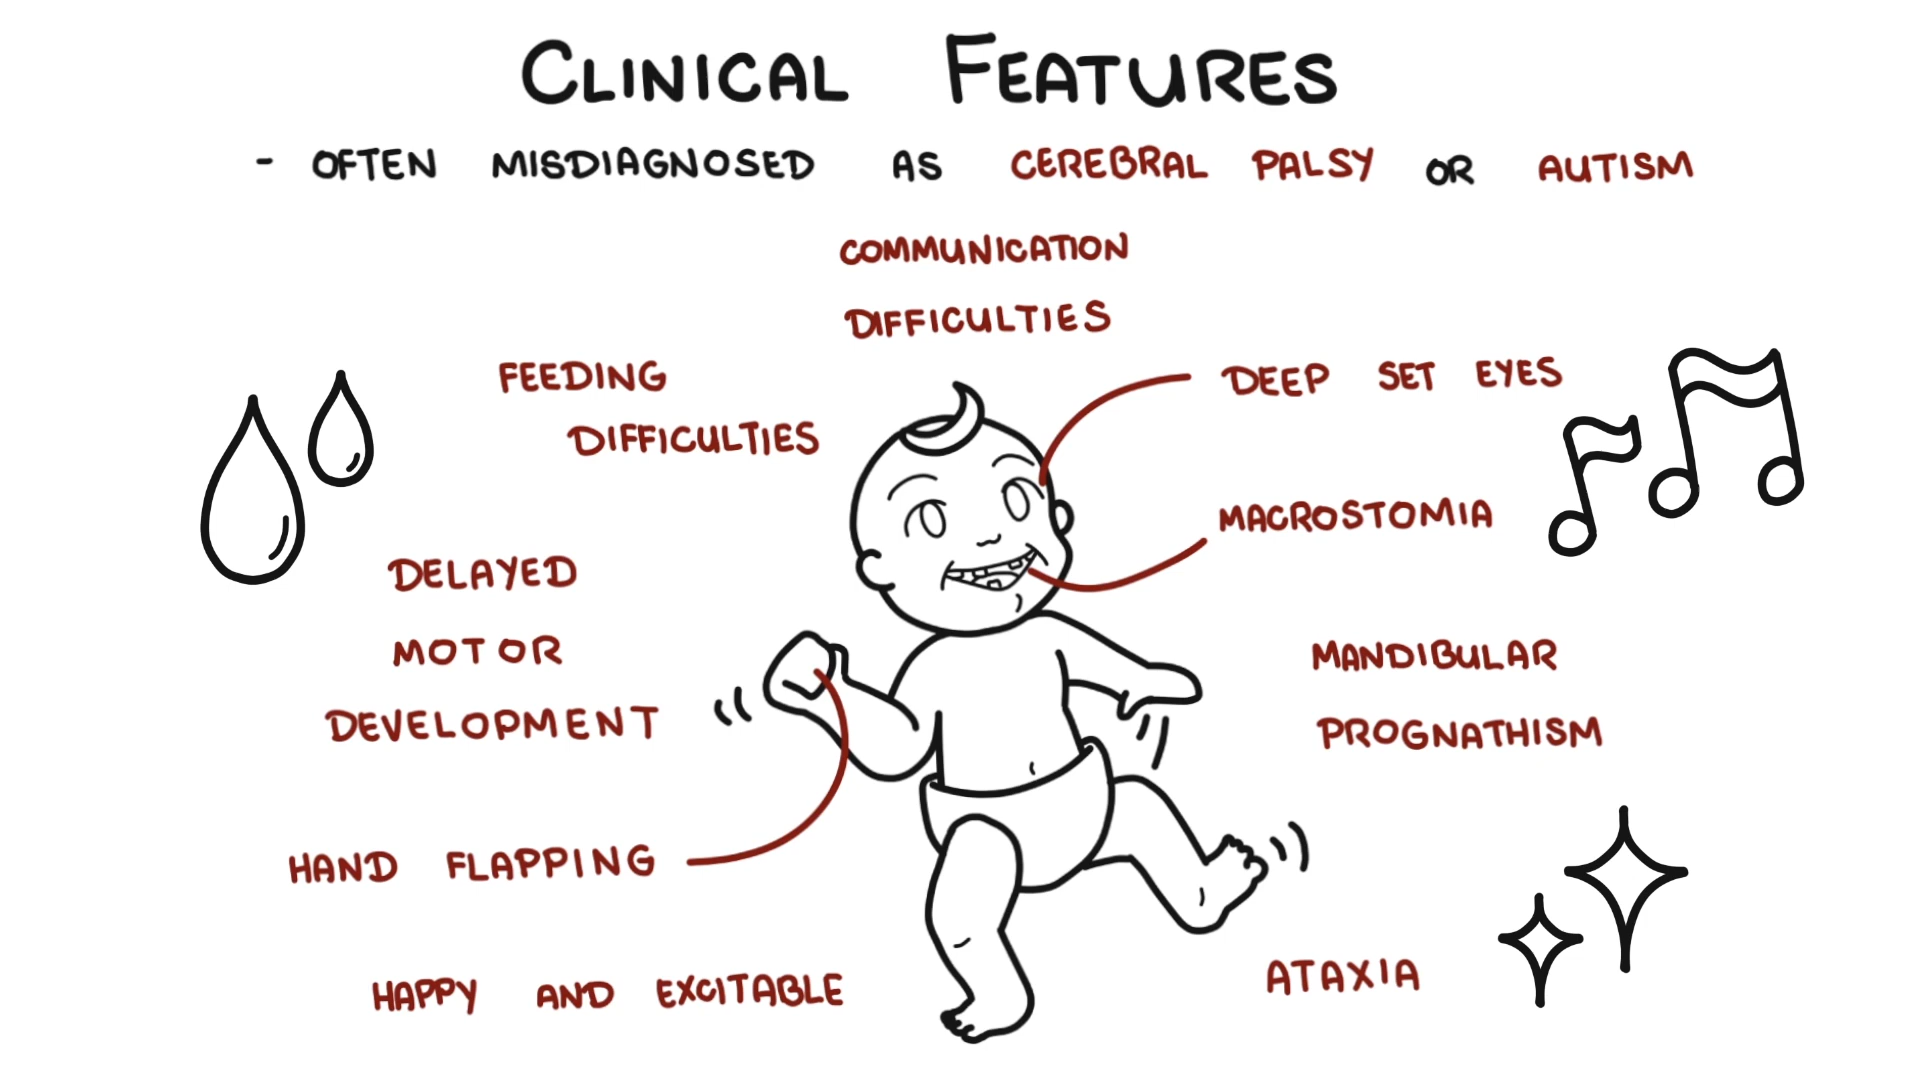 CLINICAL FEATURES
- OFTEN MISDIAGNOSED AS CEREBRAL PALSY OR AUTISM
COMMUNICATION
DIFFICULTIES
FEEDING
DIFFICULTIES
DEEP SET EYES
MACROSTOMIA
DELAYED
MOTOR
DEVELOPMENT
MANDIBULAR
PROGNATHISM
HAND FLAPPING
HAPPY AND EXCITABLE
ATAXIA